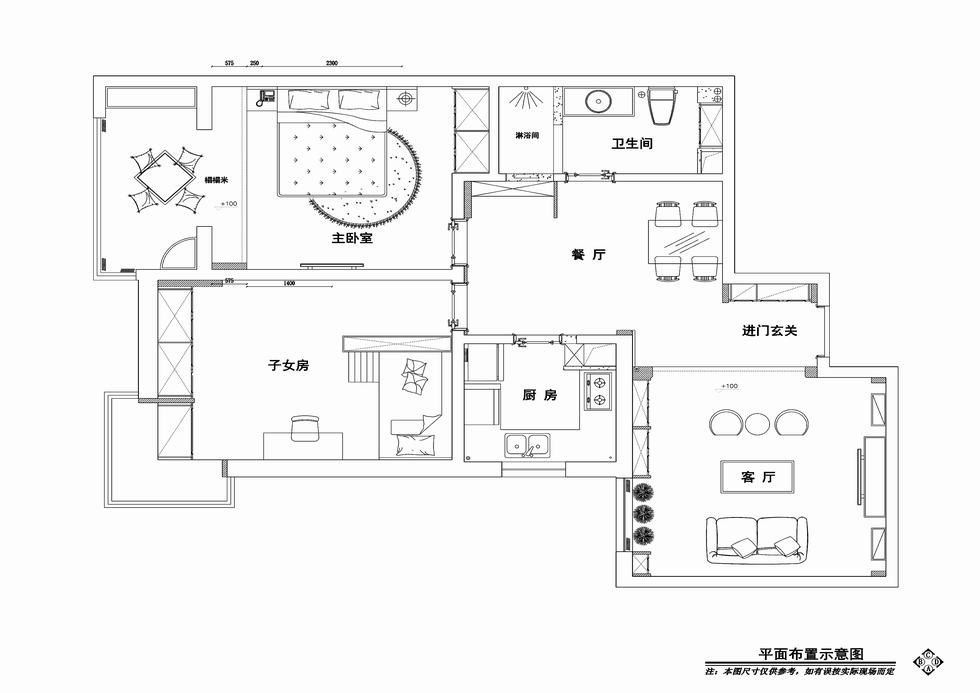 575 250 2300
淋浴间
卫生间
榻榻米
+100
主卧室
餐 厅
575 1400
进门玄关
子女房
+100
厨 房
客 厅
平面布置示意图
注：本图尺寸仅供参考，如有误按实际现场而定
C
B D
A